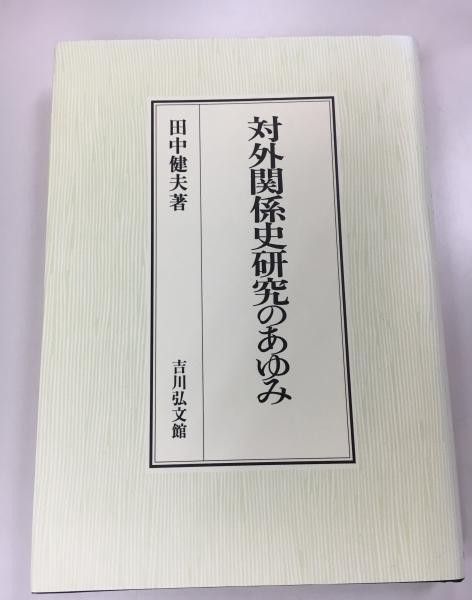 対外関係史研究のあゆみ
田中健夫著
吉川弘文館